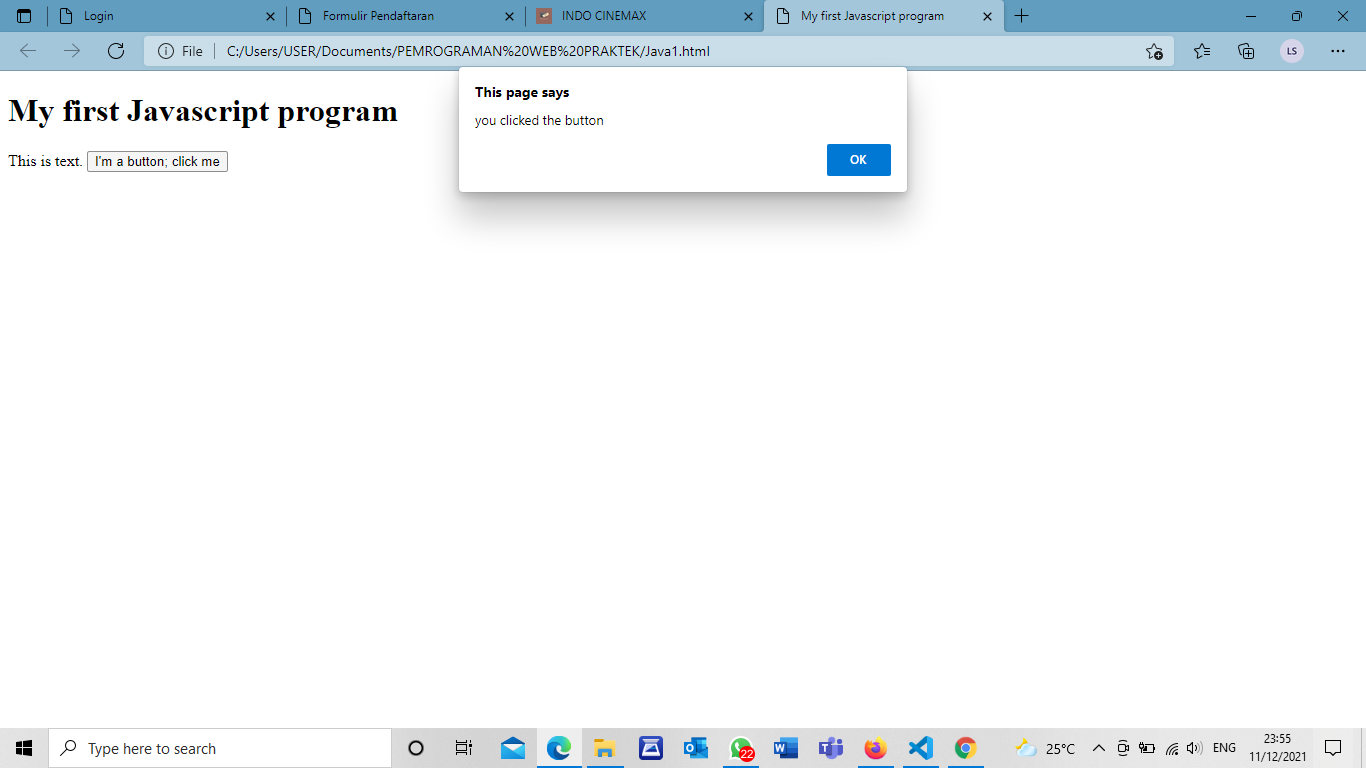 Login
Formulir Pendaftaran
INDO CINEMAX
My first Javascript program
File
C:/Users/USER/Documents/PEMROGRAMAN%20WEB%20PRAKTEK/Java1.html
LS
This page says
you clicked the button
OK
My first Javascript program
This is text. I'm a button; click me
Type here to search
22
25°C
ENG
23:55
11/12/2021